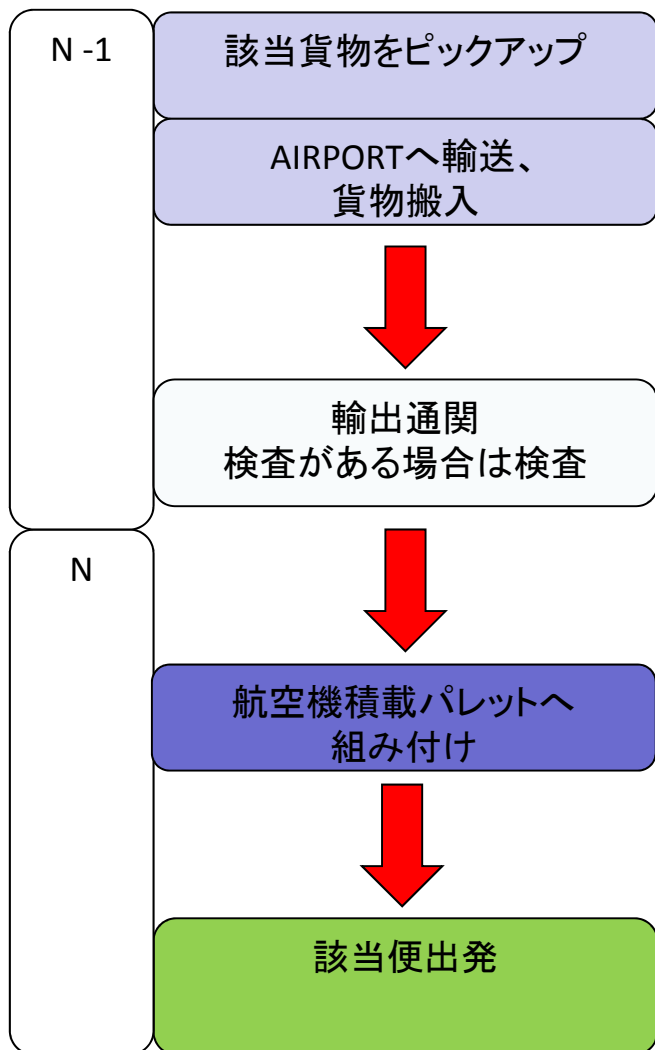 N -1
該当貨物をピックアップ
AIRPORTへ輸送、
貨物搬入
輸出通関
検査がある場合は検査
N
航空機積載パレットへ
組み付け
該当便出発